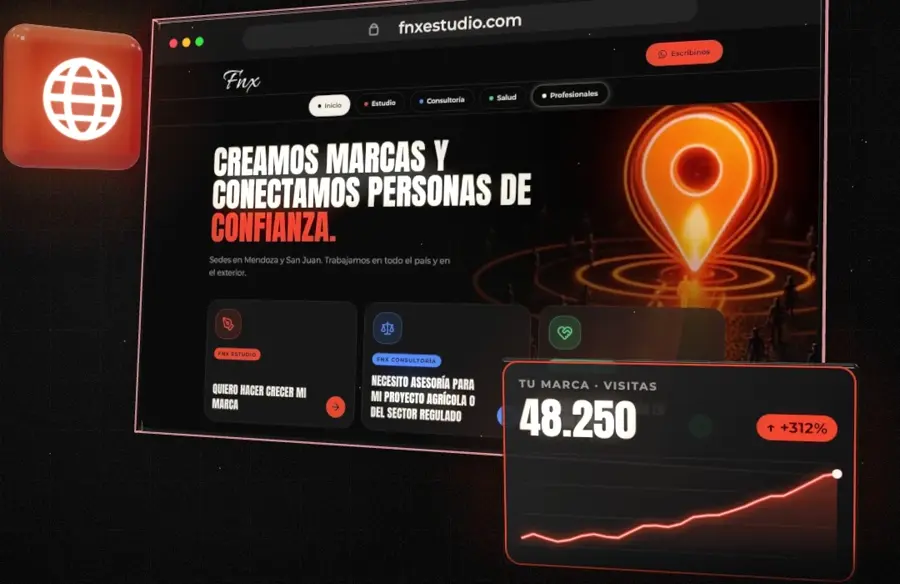 fnxestudio.com
Escribinos
Fnx
Inicio
Estudio
Consultoría
Salud
Profesionales
CREAMOS MARCAS Y
CONECTAMOS PERSONAS DE
CONFIANZA.
Sedes en Mendoza y San Juan. Trabajamos en todo el país y en
el exterior.
FNX ESTUDIO
QUIERO HACER CRECER MI
MARCA
FNX CONSULTORÍA
NECESITO ASESORÍA PARA
MI PROYECTO AGRÍCOLA O
DEL SECTOR REGULADO
TU MARCA · VISITAS
48.250
↑ +312%